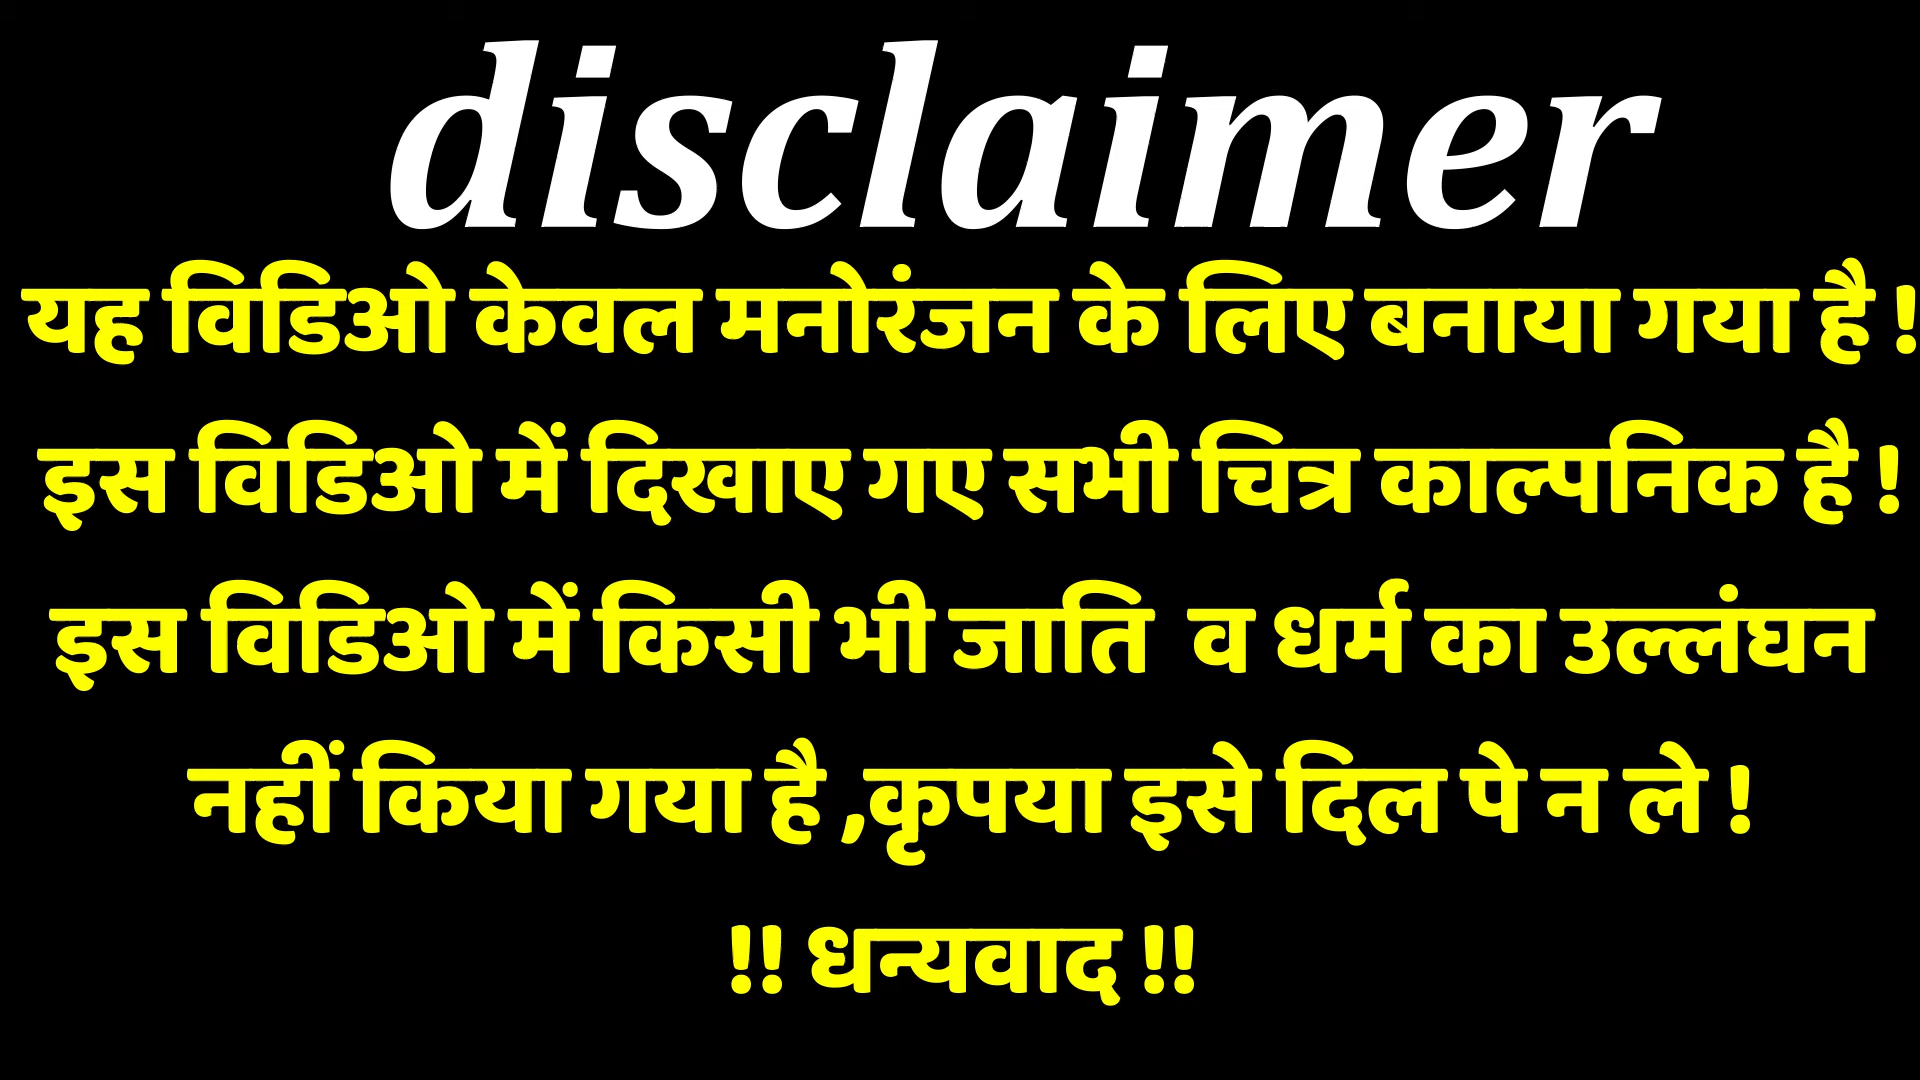 disclaimer
यह विडिओ केवल मनोरंजन के लिए बनाया गया है !
इस विडिओ में दिखाए गए सभी चित्र काल्पनिक है !
इस विडिओ में किसी भी जाति व धर्म का उल्लंघन
नहीं किया गया है ,कृपया इसे दिल पे न ले !
!! धन्यवाद !!